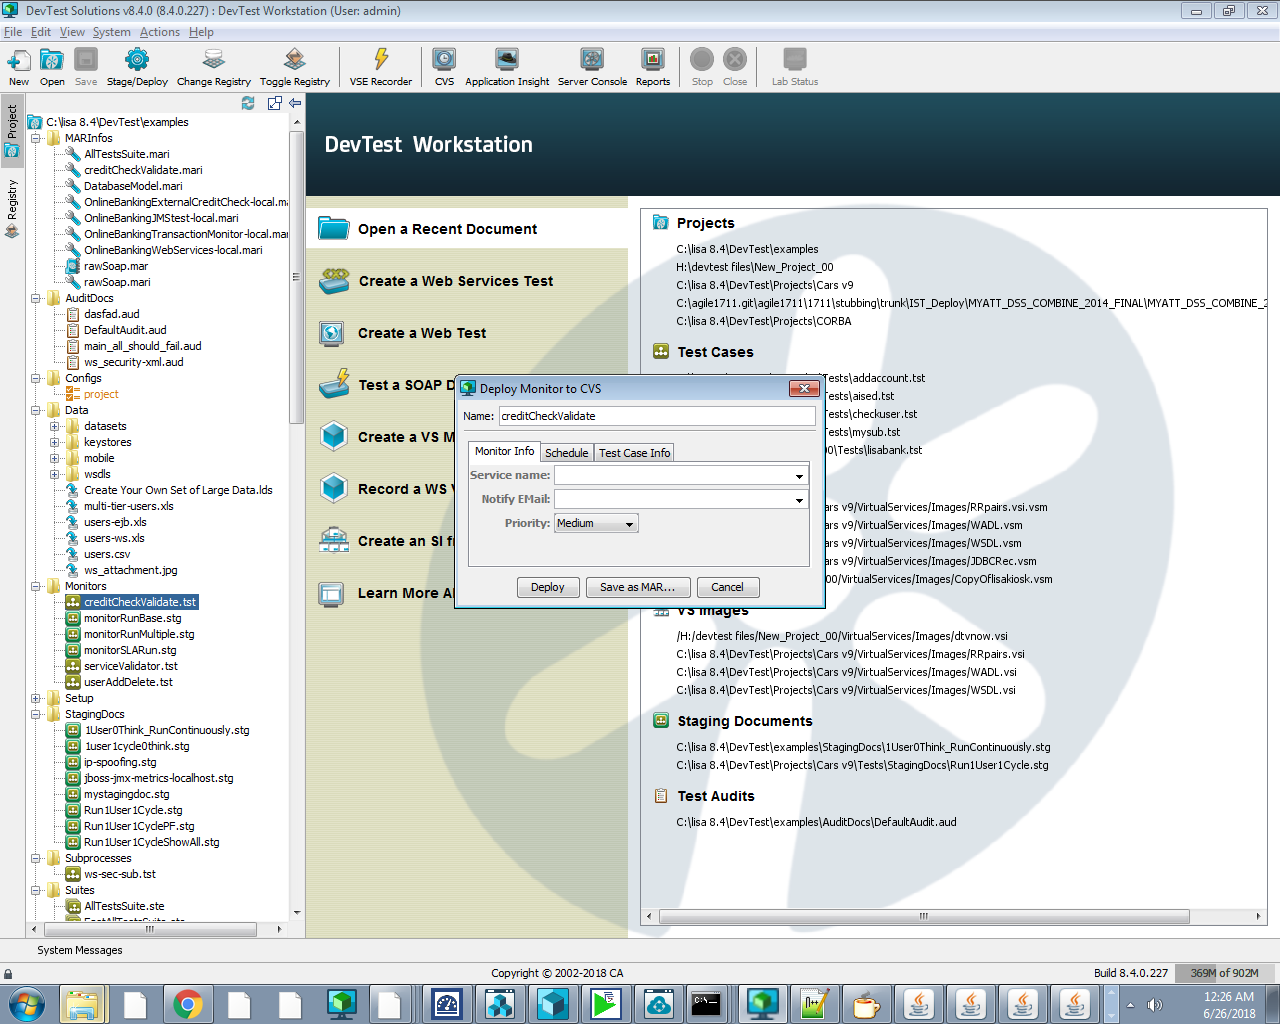 DevTest Solutions v8.4.0 (8.4.0.227) : DevTest Workstation (User: admin)
File Edit View System Actions Help
New Open Save Stage/Deploy Change Registry Toggle Registry VSE Recorder CVS Application Insight Server Console Reports Stop Close Lab Status
Project
Registry
C:\lisa 8.4\DevTest\examples
MARInfos
AllTestsSuite.mari
creditCheckValidate.mari
DatabaseModel.mari
OnlineBankingExternalCreditCheck-local.ma
OnlineBankingJMStest-local.mari
OnlineBankingTransactionMonitor-local.mar
OnlineBankingWebServices-local.mari
rawSoap.mar
rawSoap.mari
AuditDocs
dasfad.aud
DefaultAudit.aud
main_all_should_fail.aud
ws_security-xml.aud
Configs
project
Data
datasets
keystores
mobile
wsdls
Create Your Own Set of Large Data.lds
multi-tier-users.xls
users-ejb.xls
users-ws.xls
users.csv
ws_attachment.jpg
Monitors
creditCheckValidate.tst
monitorRunBase.stg
monitorRunMultiple.stg
monitorSLARun.stg
serviceValidator.tst
userAddDelete.tst
Setup
StagingDocs
1User0Think_RunContinuously.stg
1user1cycle0think.stg
ip-spoofing.stg
jboss-jmx-metrics-localhost.stg
mystagingdoc.stg
Run1User1Cycle.stg
Run1User1CyclePF.stg
Run1User1CycleShowAll.stg
Subprocesses
ws-sec-sub.tst
Suites
AllTestsSuite.ste
DevTest Workstation
Open a Recent Document
Create a Web Services Test
Create a Web Test
Test a SOAP D
Create a VS M
Record a WS V
Create an SI fr
Learn More A
Projects
C:\lisa 8.4\DevTest\examples
H:\devtest files\New_Project_00
C:\lisa 8.4\DevTest\Projects\Cars v9
C:\agile1711.git\agile1711\1711\stubbing\trunk\IST_Deploy\MYATT_DSS_COMBINE_2014_FINAL\MYATT_DSS_COMBINE_2
C:\lisa 8.4\DevTest\Projects\CORBA
Test Cases
Tests\addaccount.tst
Tests\aised.tst
Tests\checkuser.tst
Tests\mysub.tst
00\Tests\lisabank.tst
ars v9/VirtualServices/Images/RRpairs.vsi.vsm
ars v9/VirtualServices/Images/WADL.vsm
ars v9/VirtualServices/Images/WSDL.vsm
ars v9/VirtualServices/Images/JDBCRec.vsm
00/VirtualServices/Images/CopyOflisakiosk.vsm
VS Images
/H:/devtest files/New_Project_00/VirtualServices/Images/dtvnow.vsi
C:\lisa 8.4\DevTest\Projects\Cars v9/VirtualServices/Images/RRpairs.vsi
C:\lisa 8.4\DevTest\Projects\Cars v9/VirtualServices/Images/WADL.vsi
C:\lisa 8.4\DevTest\Projects\Cars v9/VirtualServices/Images/WSDL.vsi
Staging Documents
C:\lisa 8.4\DevTest\examples\StagingDocs\1User0Think_RunContinuously.stg
C:\lisa 8.4\DevTest\Projects\Cars v9\Tests\StagingDocs\Run1User1Cycle.stg
Test Audits
C:\lisa 8.4\DevTest\examples\AuditDocs\DefaultAudit.aud
Deploy Monitor to CVS
Name: creditCheckValidate
Monitor Info Schedule Test Case Info
Service name:
Notify EMail:
Priority: Medium
Deploy Save as MAR... Cancel
System Messages
Copyright © 2002-2018 CA
Build 8.4.0.227 369M of 902M
12:26 AM
6/26/2018